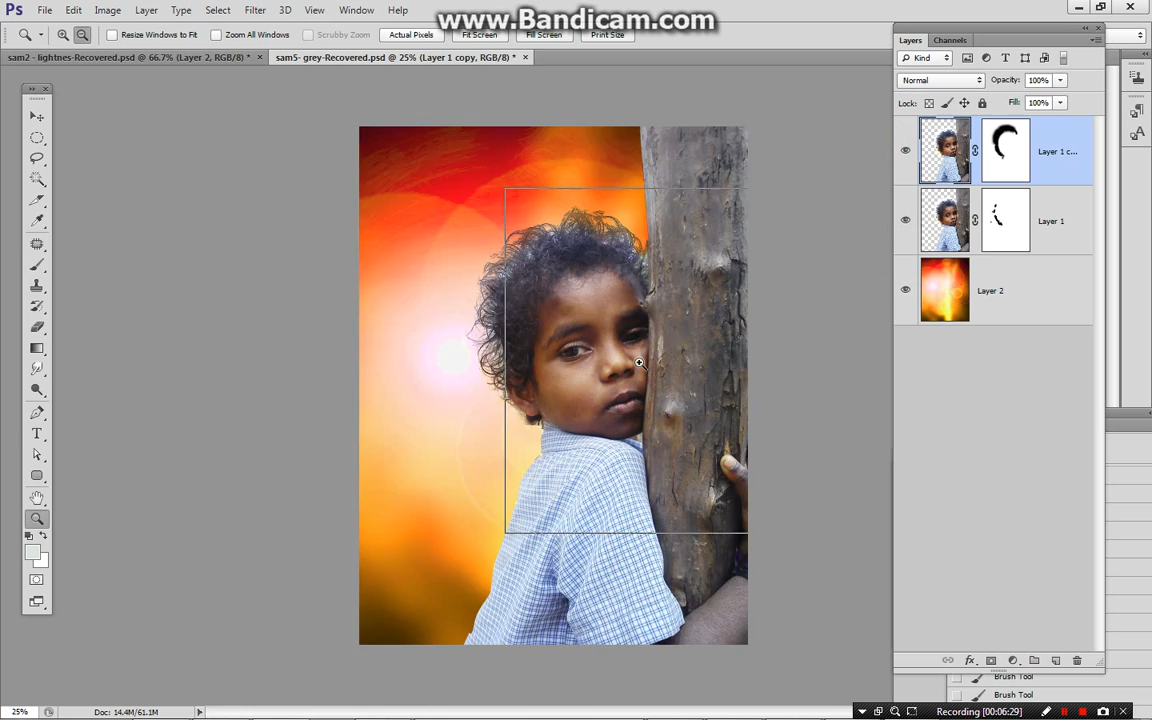 www.Bandicam.com
Ps File Edit Image Layer Type Select Filter 3D View Window Help
Resize Windows to Fit Zoom All Windows Scrubby Zoom Actual Pixels Fit Screen Fill Screen Print Size
sam2 - lightnes-Recovered.psd @ 66.7% (Layer 2, RGB/8) * × sam5- grey-Recovered.psd @ 25% (Layer 1 copy, RGB/8) * ×
Layers Channels
Kind
Normal Opacity: 100%
Lock: Fill: 100%
Layer 1 c...
Layer 1
Layer 2
fx
Brush Tool
Brush Tool
25% Doc: 14.4M/61.1M
Recording [00:06:29]